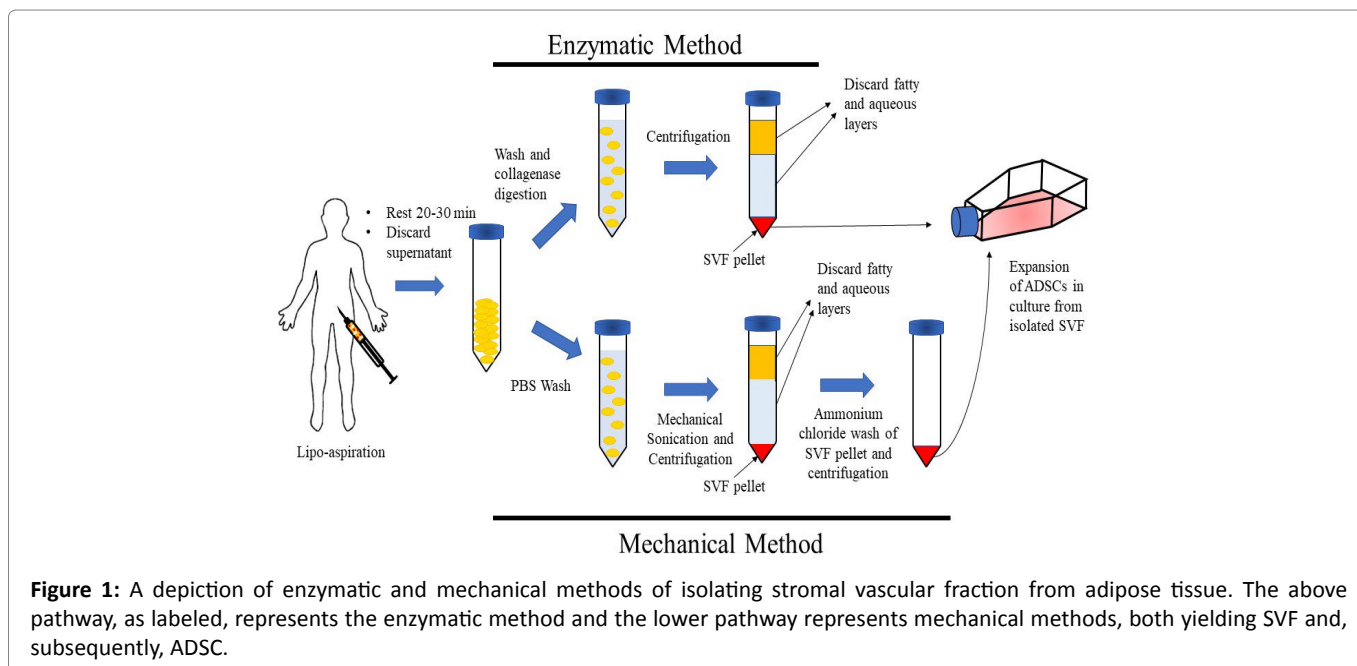 Enzymatic Method
Discard fatty
and aqueous
layers
Centrifugation
Wash and
collagenase
digestion
• Rest 20-30 min
• Discard
supernatant
SVF pellet
Discard fatty
and aqueous
layers
Expansion
of ADSCs in
culture from
isolated SVF
PBS Wash
Lipo-aspiration
Mechanical
Sonication and
Centrifugation
Ammonium
chloride wash of
SVF pellet and
centrifugation
SVF pellet
Mechanical Method
Figure 1: A depiction of enzymatic and mechanical methods of isolating stromal vascular fraction from adipose tissue. The above
pathway, as labeled, represents the enzymatic method and the lower pathway represents mechanical methods, both yielding SVF and,
subsequently, ADSC.